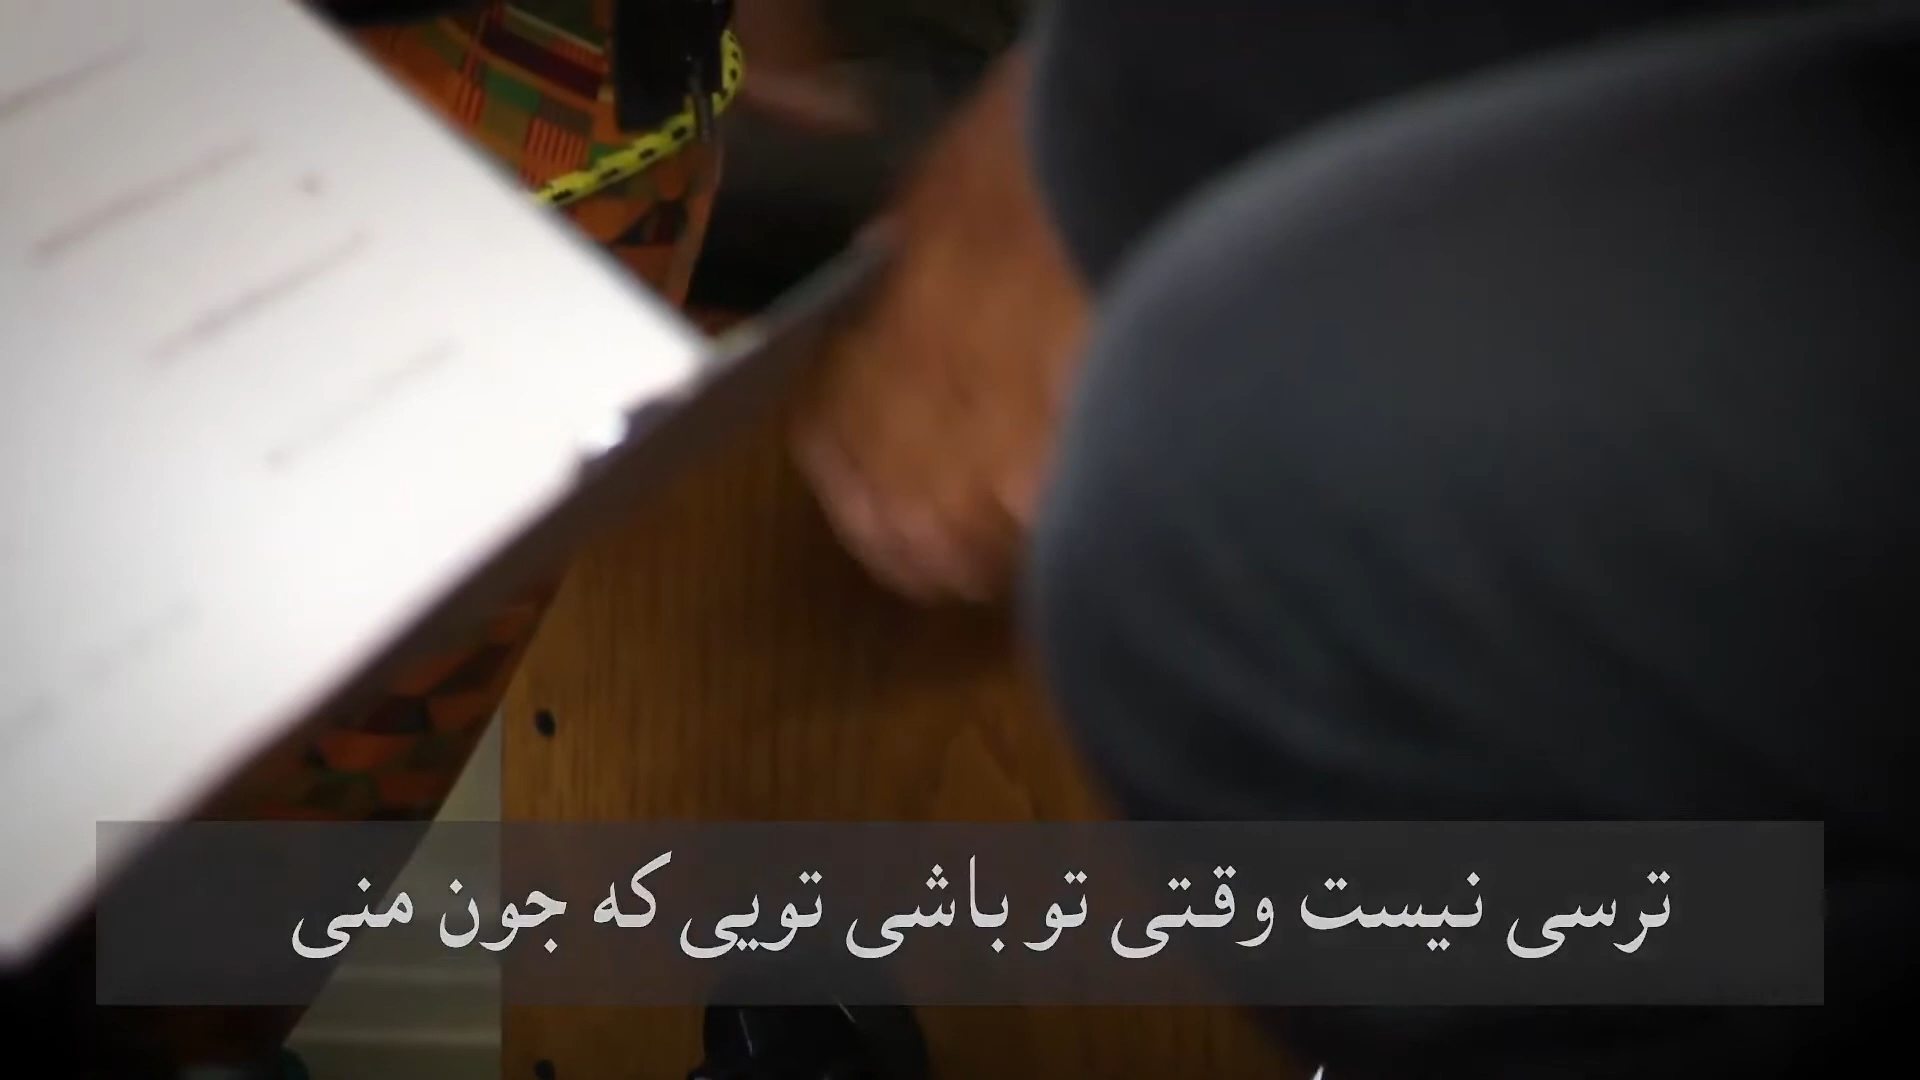 ترسی نیست وقتی تو باشی تویی که جون منی